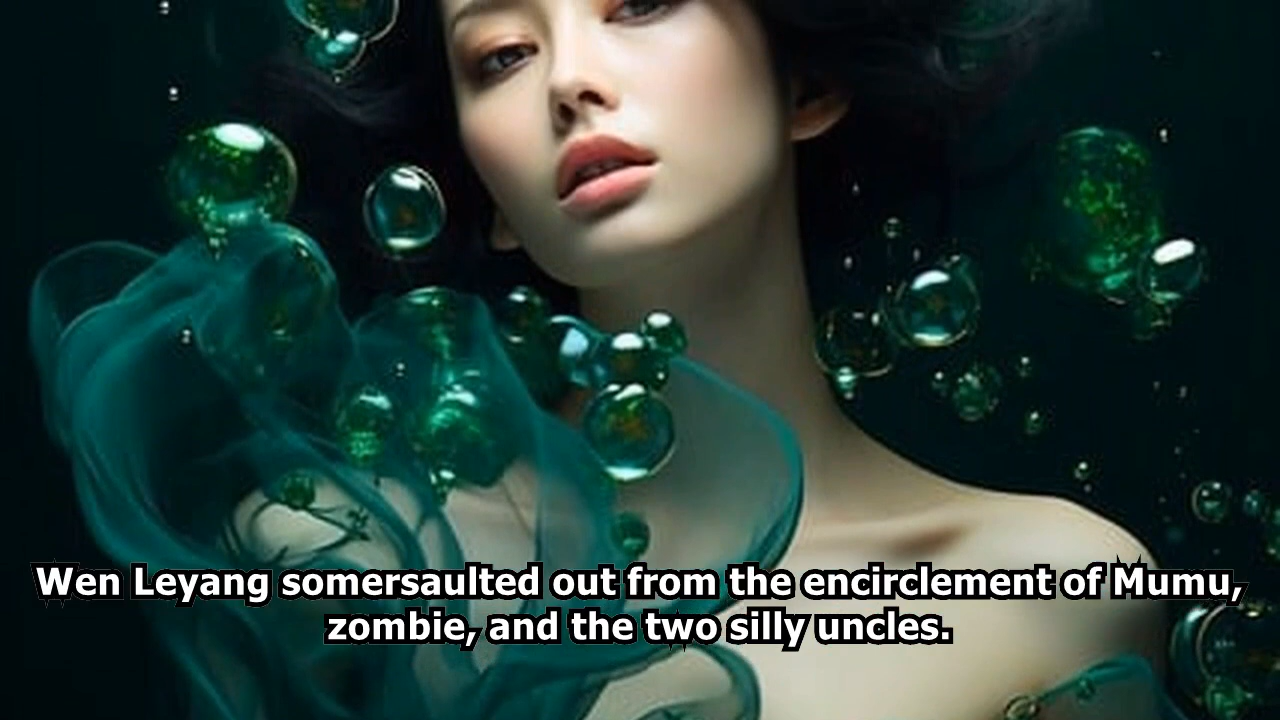 Wen Leyang somersaulted out from the encirclement of Mumu,
zombie, and the two silly uncles.